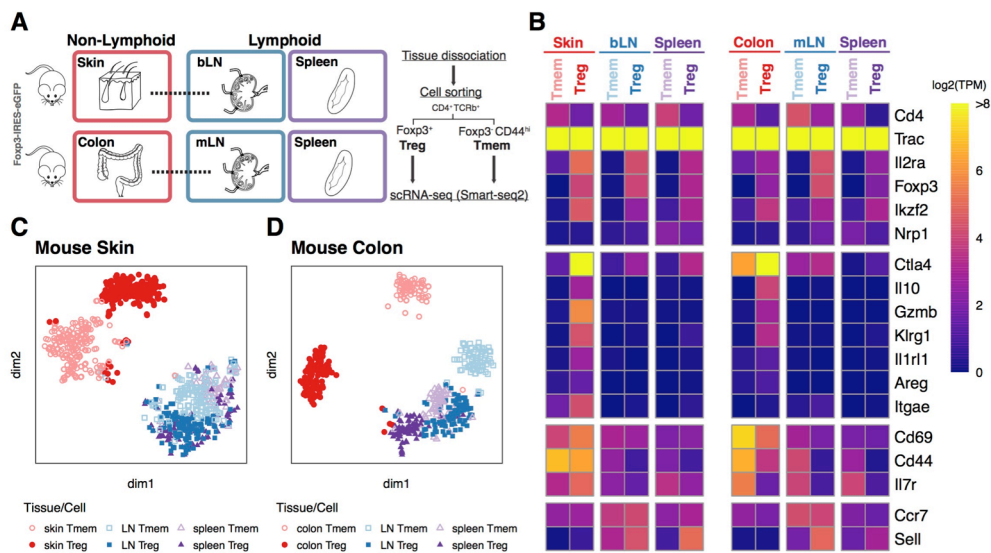 A
Non-Lymphoid
Lymphoid
Skin
bLN
Spleen
Colon
mLN
Spleen
Foxp3-IRES-eGFP
Tissue dissociation
Cell sorting
CD4⁺TCRb⁺
Foxp3⁺
Treg
Foxp3⁻ CD44ʰⁱ
Tmem
scRNA-seq (Smart-seq2)
B
Skin bLN Spleen Colon mLN Spleen
Tmem Treg Tmem Treg Tmem Treg Tmem Treg Tmem Treg Tmem Treg
Cd4
Trac
Il2ra
Foxp3
Ikzf2
Nrp1
Ctla4
Il10
Gzmb
Klrg1
Il1rl1
Areg
Itgae
Cd69
Cd44
Il7r
Ccr7
Sell
log2(TPM)
>8
6
4
2
0
C
Mouse Skin
dim2
dim1
Tissue/Cell
skin Tmem LN Tmem spleen Tmem
skin Treg LN Treg spleen Treg
D
Mouse Colon
dim2
dim1
Tissue/Cell
colon Tmem LN Tmem spleen Tmem
colon Treg LN Treg spleen Treg